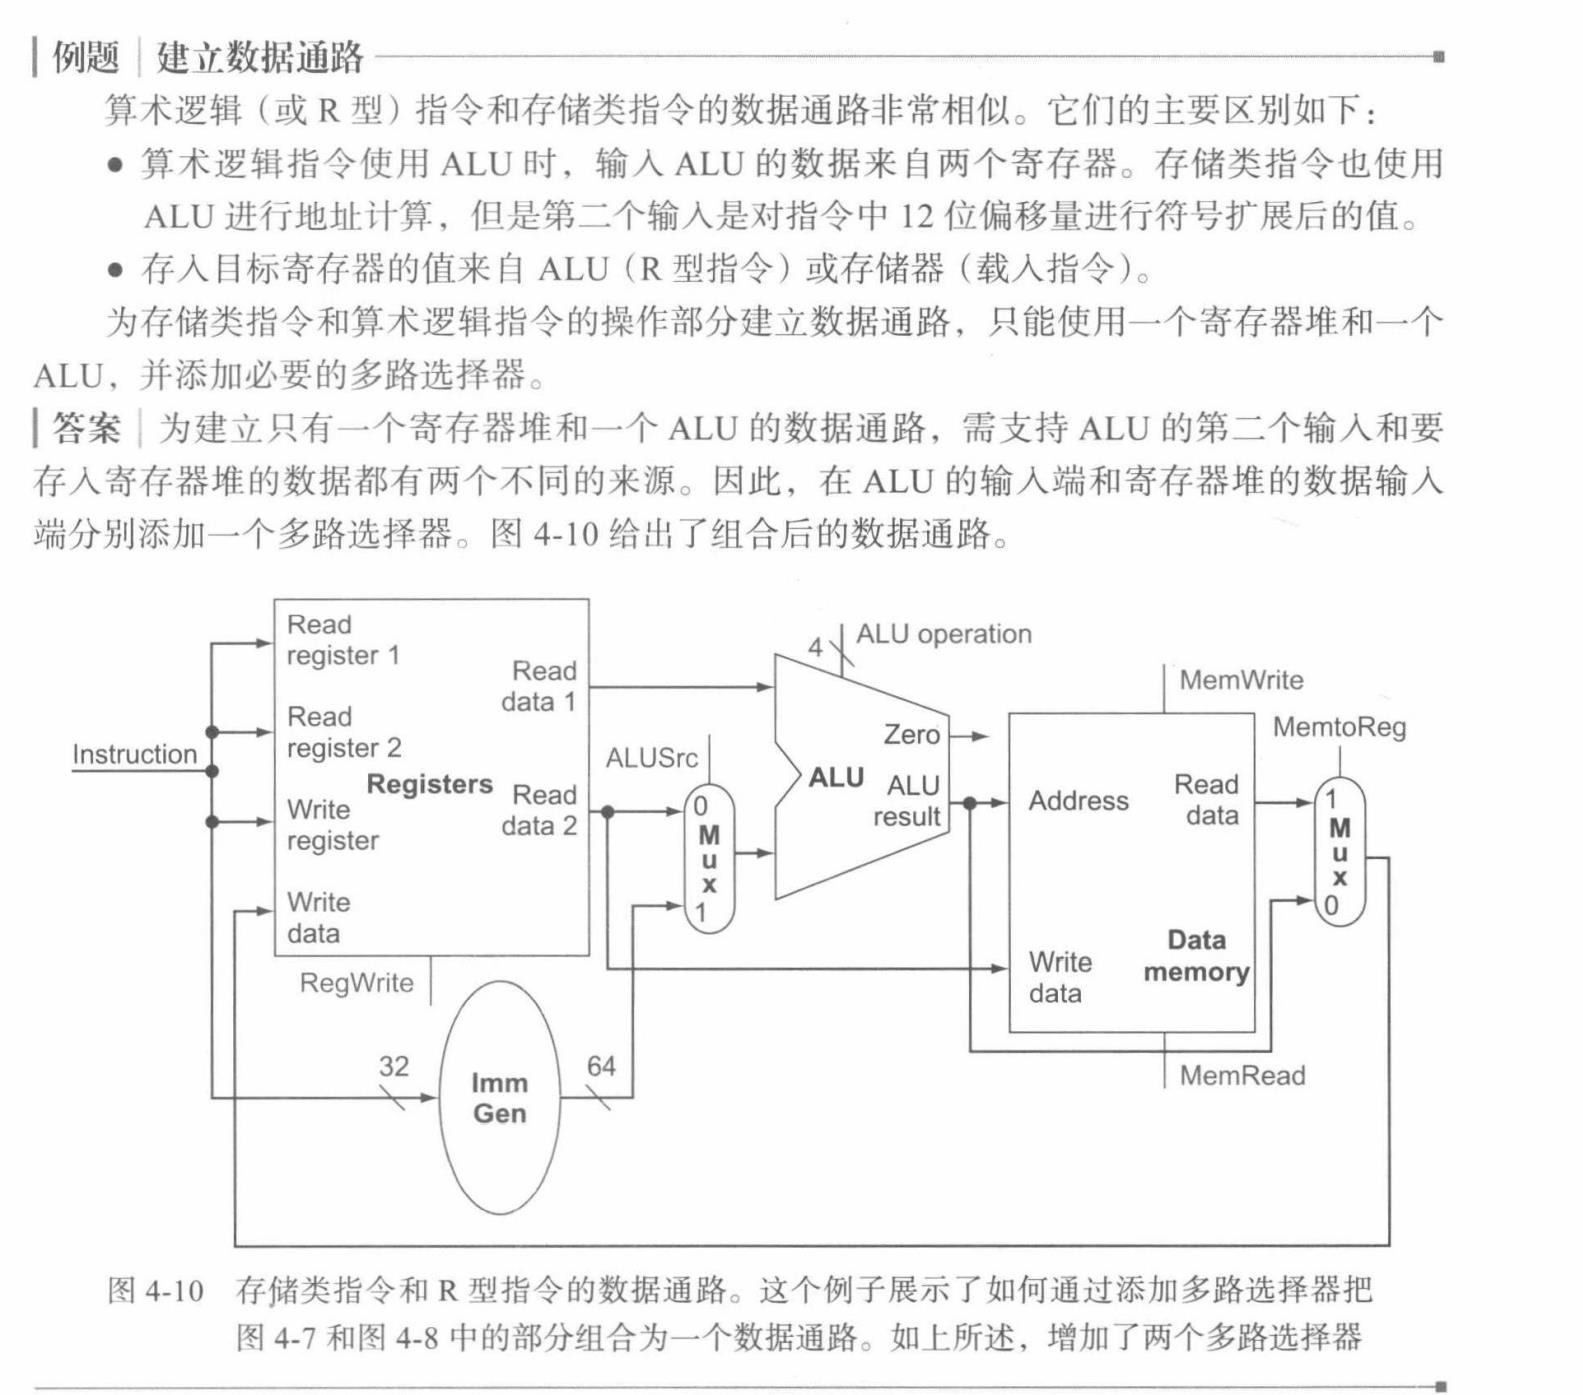 例题 建立数据通路
算术逻辑（或 R 型）指令和存储类指令的数据通路非常相似。它们的主要区别如下：
● 算术逻辑指令使用 ALU 时，输入 ALU 的数据来自两个寄存器。存储类指令也使用
ALU 进行地址计算，但是第二个输入是对指令中 12 位偏移量进行符号扩展后的值。
● 存入目标寄存器的值来自 ALU（R 型指令）或存储器（载入指令）。
为存储类指令和算术逻辑指令的操作部分建立数据通路，只能使用一个寄存器堆和一个
ALU，并添加必要的多路选择器。
答案 为建立只有一个寄存器堆和一个 ALU 的数据通路，需支持 ALU 的第二个输入和要
存入寄存器堆的数据都有两个不同的来源。因此，在 ALU 的输入端和寄存器堆的数据输入
端分别添加一个多路选择器。图 4-10 给出了组合后的数据通路。
Instruction
Read
register 1
Read
register 2
Write
register
Write
data
Registers
Read
data 1
Read
data 2
RegWrite
32
Imm
Gen
64
ALUSrc
0
M
u
x
1
4
ALU operation
Zero
ALU
ALU
result
MemWrite
Address
Read
data
Write
data
Data
memory
MemRead
MemtoReg
1
M
u
x
0
图 4-10 存储类指令和 R 型指令的数据通路。这个例子展示了如何通过添加多路选择器把
图 4-7 和图 4-8 中的部分组合为一个数据通路。如上所述，增加了两个多路选择器